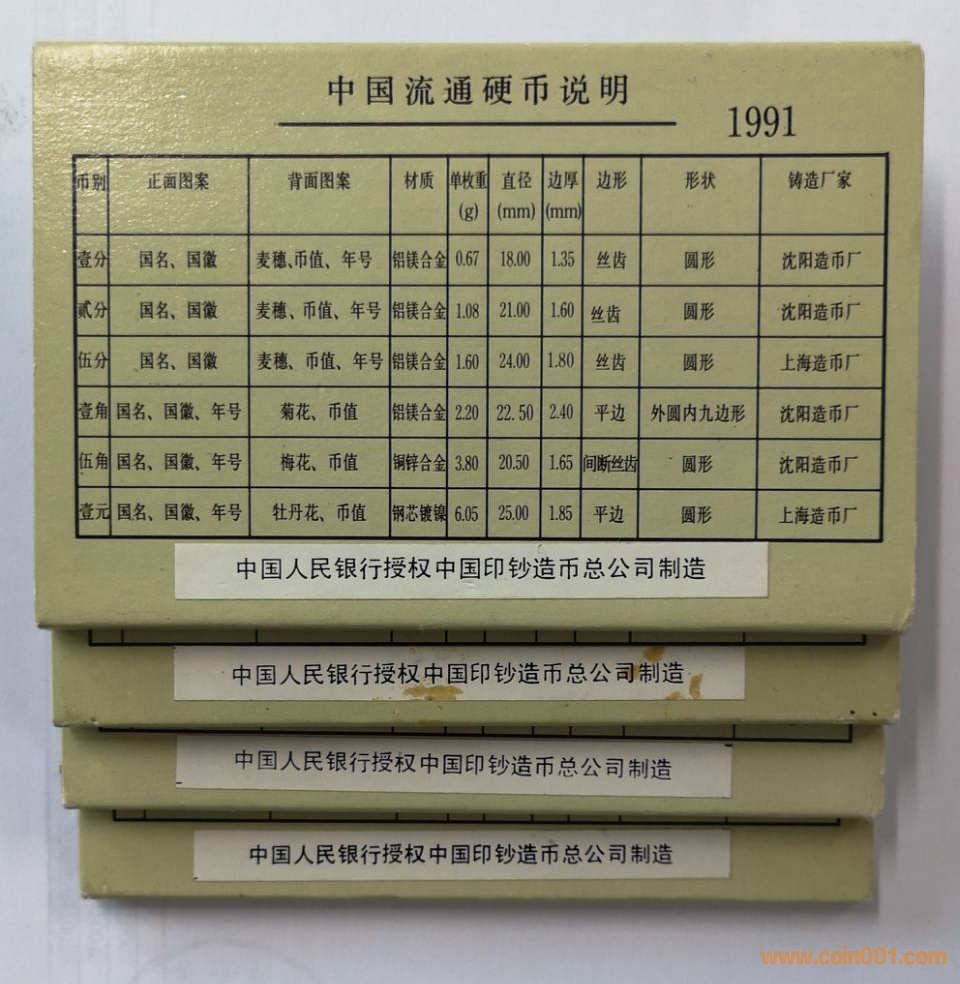 中国流通硬币说明
1991
币别 正面图案 背面图案 材质 单枚重(g) 直径(mm) 边厚(mm) 边形 形状 铸造厂家
壹分 国名、国徽 麦穗、币值、年号 铝镁合金 0.67 18.00 1.35 丝齿 圆形 沈阳造币厂
贰分 国名、国徽 麦穗、币值、年号 铝镁合金 1.08 21.00 1.60 丝齿 圆形 沈阳造币厂
伍分 国名、国徽 麦穗、币值、年号 铝镁合金 1.60 24.00 1.80 丝齿 圆形 上海造币厂
壹角 国名、国徽、年号 菊花、币值 铝镁合金 2.20 22.50 2.40 平边 外圆内九边形 沈阳造币厂
伍角 国名、国徽、年号 梅花、币值 铜锌合金 3.80 20.50 1.65 间断丝齿 圆形 沈阳造币厂
壹元 国名、国徽、年号 牡丹花、币值 钢芯镀镍 6.05 25.00 1.85 平边 圆形 上海造币厂
中国人民银行授权中国印钞造币总公司制造
中国人民银行授权中国印钞造币总公司制造
中国人民银行授权中国印钞造币总公司制造
中国人民银行授权中国印钞造币总公司制造
www.coin001.com